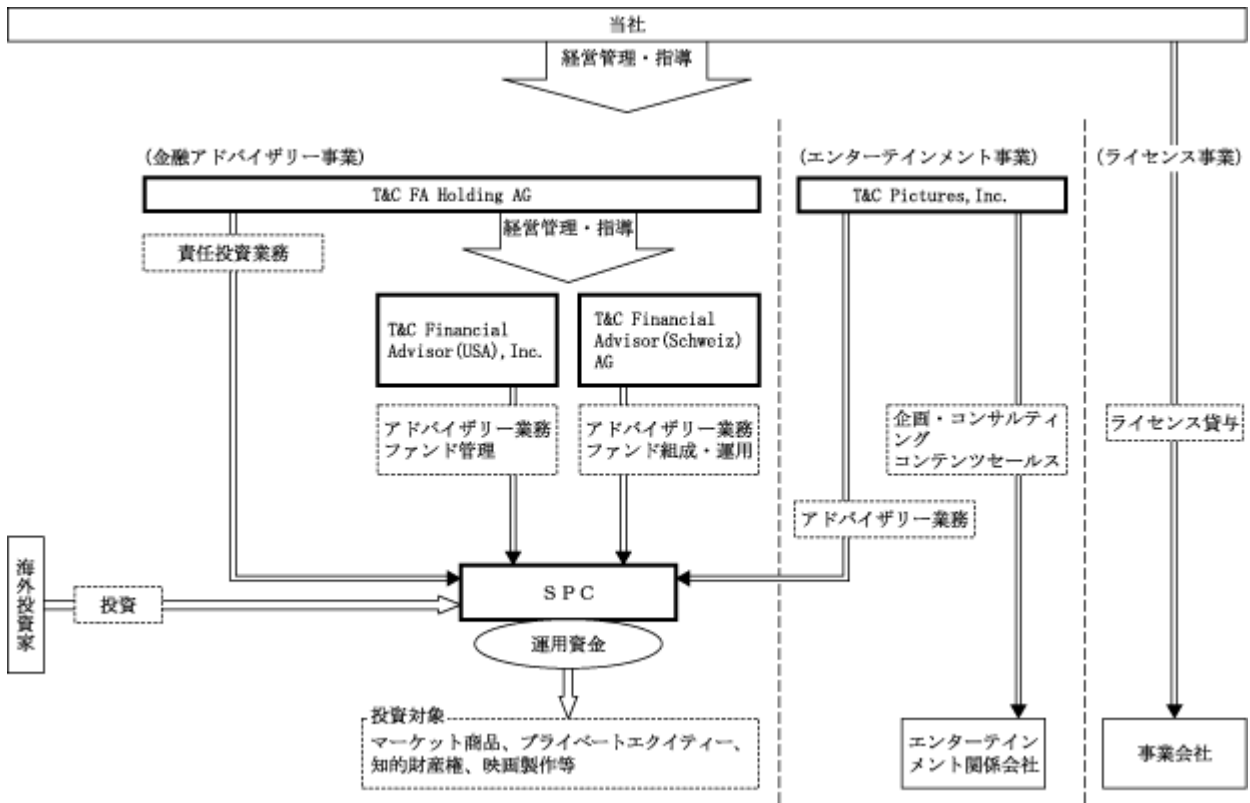 当社
経営管理・指導
(金融アドバイザリー事業)
(エンターテインメント事業)
(ライセンス事業)
T&C FA Holding AG
T&C Pictures,Inc.
経営管理・指導
責任投資業務
T&C Financial
Advisor(USA),Inc.
T&C Financial
Advisor(Schweiz)
AG
アドバイザリー業務
ファンド管理
アドバイザリー業務
ファンド組成・運用
企画・コンサルティ
ング
コンテンツセールス
ライセンス貸与
アドバイザリー業務
海外投資家
投資
ＳＰＣ
運用資金
投資対象
マーケット商品、プライベートエクイティー、
知的財産権、映画製作等
エンターテイン
メント関係会社
事業会社